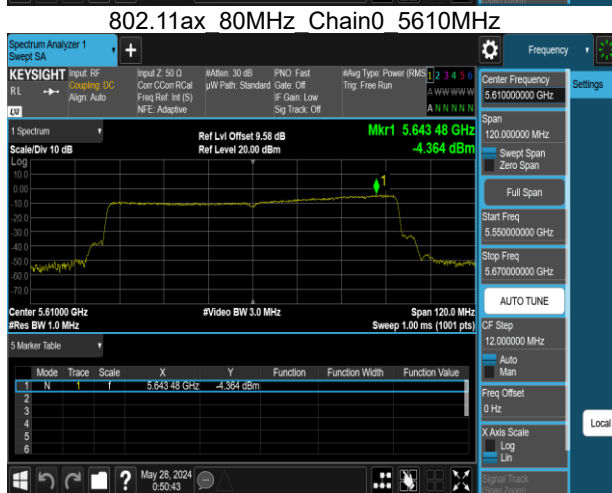 802.11ax_80MHz_Chain0_5610MHz
Spectrum Analyzer 1
Swept SA
Frequency
KEYSIGHT
RL
Input: RF
Coupling: DC
Align: Auto
Input Z: 50 Ω
Corr CCorr RCal
Freq Ref: Int (S)
NFE: Adaptive
#Atten: 30 dB
µW Path: Standard
PNO: Fast
Gate: Off
IF Gain: Low
Sig Track: Off
#Avg Type: Power (RMS
Trig: Free Run
1 2 3 4 5 6
A WW WW W
A N N N N N
Center Frequency
5.610000000 GHz
Settings
Span
120.000000 MHz
Swept Span
Zero Span
Full Span
Start Freq
5.550000000 GHz
Stop Freq
5.670000000 GHz
AUTO TUNE
CF Step
12.000000 MHz
Auto
Man
Freq Offset
0 Hz
X Axis Scale
Log
Lin
Signal Track
(Span Zoom)
Local
1 Spectrum
Scale/Div 10 dB
Log
Ref Lvl Offset 9.58 dB
Ref Level 20.00 dBm
Mkr1 5.643 48 GHz
-4.364 dBm
10.0
0.00
-10.0
-20.0
-30.0
-40.0
-50.0
-60.0
-70.0
1
Center 5.61000 GHz
#Res BW 1.0 MHz
#Video BW 3.0 MHz
Span 120.0 MHz
Sweep 1.00 ms (1001 pts)
5 Marker Table
Mode Trace Scale X Y Function Function Width Function Value
1 N 1 f 5.643 48 GHz -4.364 dBm
2
3
4
5
6
May 28, 2024
0:50:43